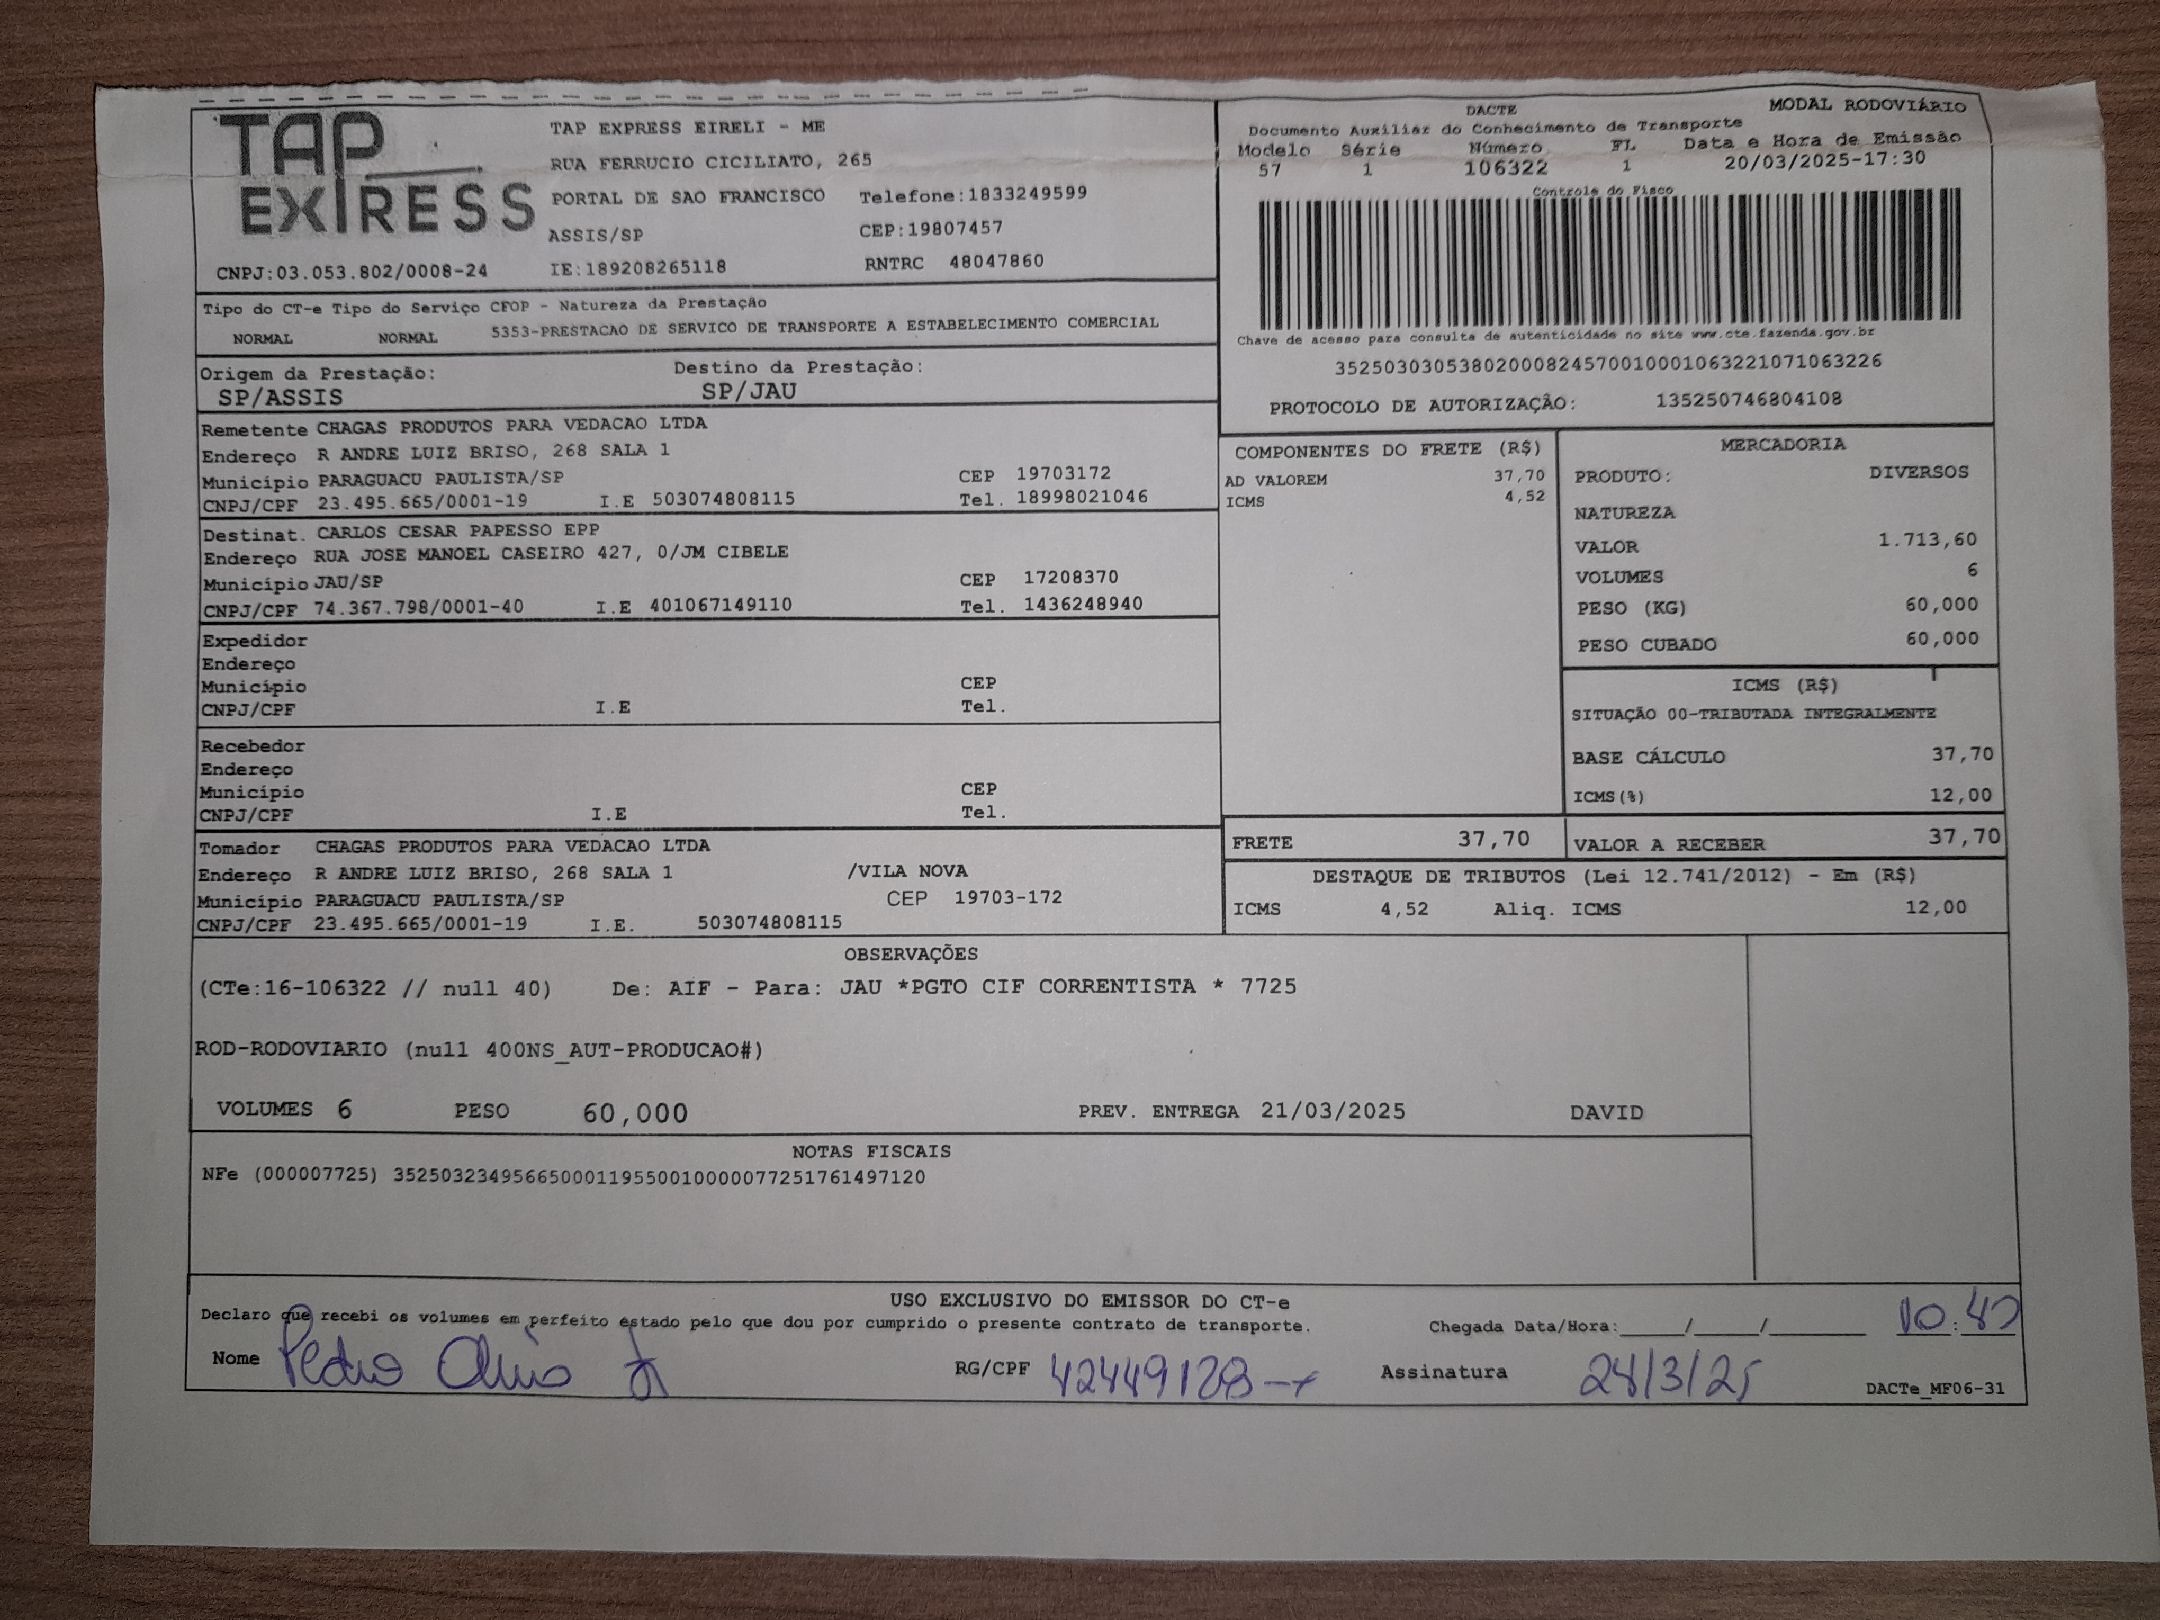 TAP EXPRESS
TAP EXPRESS EIRELI - ME
RUA FERRUCIO CICILIATO, 265
PORTAL DE SAO FRANCISCO Telefone:1833249599
ASSIS/SP CEP:19807457
CNPJ:03.053.802/0008-24 IE:189208265118 RNTRC 48047860
DACTE MODAL RODOVIÁRIO
Documento Auxiliar do Conhecimento de Transporte
Modelo Série Número FL Data e Hora de Emissão
57 1 106322 1 20/03/2025-17:30
Controle do Fisco
Chave de acesso para consulta de autenticidade no site www.cte.fazenda.gov.br
35250303053802000824570010001063221071063226
PROTOCOLO DE AUTORIZAÇÃO: 135250746804108
Tipo do CT-e Tipo do Serviço CFOP - Natureza da Prestação
NORMAL NORMAL 5353-PRESTACAO DE SERVICO DE TRANSPORTE A ESTABELECIMENTO COMERCIAL
Origem da Prestação: Destino da Prestação:
SP/ASSIS SP/JAU
Remetente CHAGAS PRODUTOS PARA VEDACAO LTDA
Endereço R ANDRE LUIZ BRISO, 268 SALA 1
Município PARAGUACU PAULISTA/SP CEP 19703172
CNPJ/CPF 23.495.665/0001-19 I.E 503074808115 Tel. 18998021046
Destinat. CARLOS CESAR PAPESSO EPP
Endereço RUA JOSE MANOEL CASEIRO 427, 0/JM CIBELE
Município JAU/SP CEP 17208370
CNPJ/CPF 74.367.798/0001-40 I.E 401067149110 Tel. 1436248940
Expedidor
Endereço
Município CEP
CNPJ/CPF I.E Tel.
Recebedor
Endereço
Município CEP
CNPJ/CPF I.E Tel.
Tomador CHAGAS PRODUTOS PARA VEDACAO LTDA
Endereço R ANDRE LUIZ BRISO, 268 SALA 1 /VILA NOVA
Município PARAGUACU PAULISTA/SP CEP 19703-172
CNPJ/CPF 23.495.665/0001-19 I.E. 503074808115
COMPONENTES DO FRETE (R$)
AD VALOREM 37,70
ICMS 4,52
MERCADORIA
PRODUTO: DIVERSOS
NATUREZA
VALOR 1.713,60
VOLUMES 6
PESO (KG) 60,000
PESO CUBADO 60,000
ICMS (R$)
SITUAÇÃO 00-TRIBUTADA INTEGRALMENTE
BASE CÁLCULO 37,70
ICMS(%) 12,00
FRETE 37,70 VALOR A RECEBER 37,70
DESTAQUE DE TRIBUTOS (Lei 12.741/2012) - Em (R$)
ICMS 4,52 Aliq. ICMS 12,00
OBSERVAÇÕES
(CTe:16-106322 // null 40) De: AIF - Para: JAU *PGTO CIF CORRENTISTA * 7725
ROD-RODOVIARIO (null 400NS_AUT-PRODUCAO#)
VOLUMES 6 PESO 60,000 PREV. ENTREGA 21/03/2025 DAVID
NOTAS FISCAIS
NFe (000007725) 35250323495665000119550010000077251761497120
USO EXCLUSIVO DO EMISSOR DO CT-e
Declaro que recebi os volumes em perfeito estado pelo que dou por cumprido o presente contrato de transporte.
Chegada Data/Hora:____/____/________ 10:40
Nome Pedro RG/CPF Assinatura 24/3/25
DACTe_MF06-31